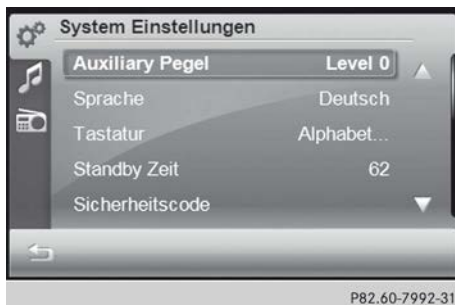 System Einstellungen
Auxiliary Pegel Level 0
Sprache Deutsch
Tastatur Alphabet...
Standby Zeit 62
Sicherheitscode
P82.60-7992-31